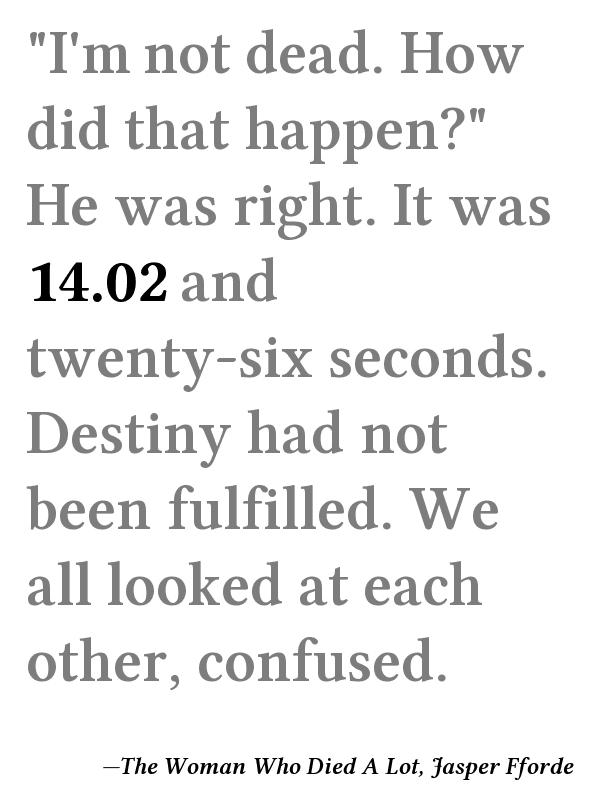 "I'm not dead. How
did that happen?"
He was right. It was
14.02 and
twenty-six seconds.
Destiny had not
been fulfilled. We
all looked at each
other, confused.
—The Woman Who Died A Lot, Jasper Fforde